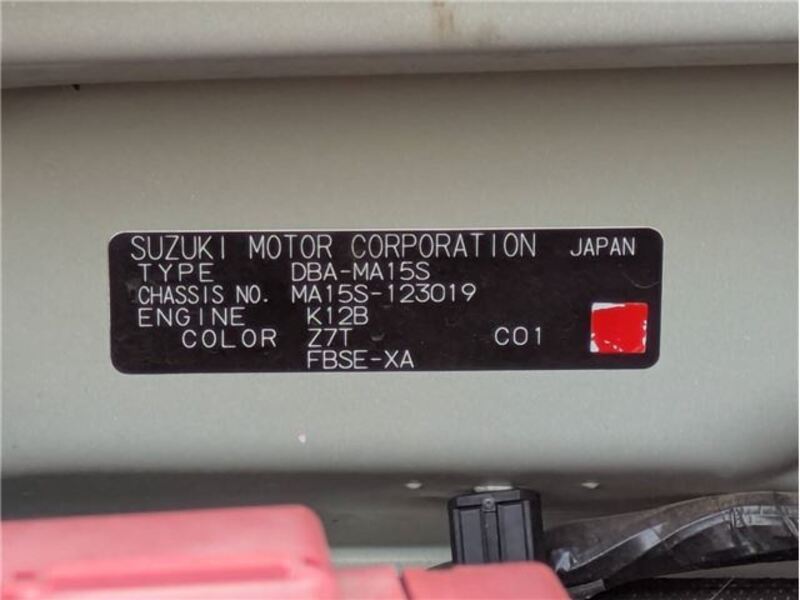 SUZUKI MOTOR CORPORATION JAPAN
TYPE DBA-MA15S
CHASSIS NO. MA15S-123019
ENGINE K12B
COLOR Z7T C01
FBSE-XA